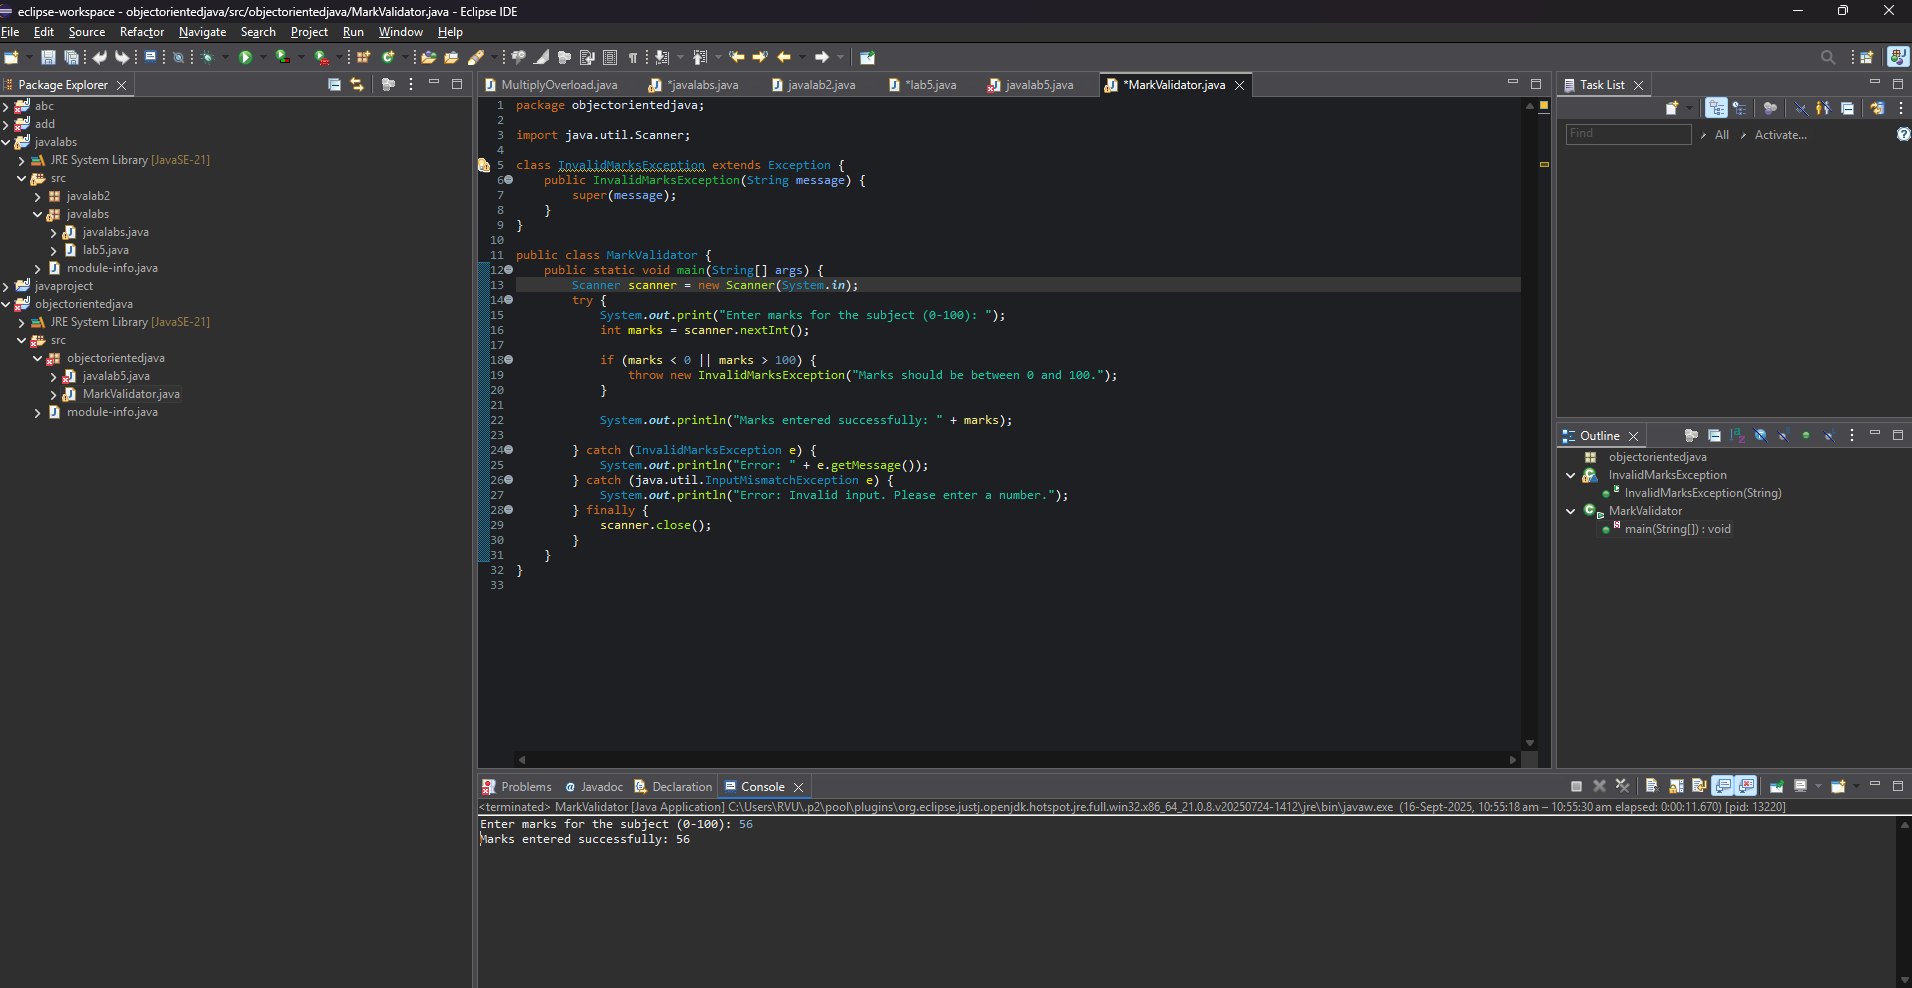 eclipse-workspace - objectorientedjava/src/objectorientedjava/MarkValidator.java - Eclipse IDE
File Edit Source Refactor Navigate Search Project Run Window Help
Package Explorer
abc
add
javalabs
JRE System Library [JavaSE-21]
src
javalab2
javalabs
javalabs.java
lab5.java
module-info.java
javaproject
objectorientedjava
JRE System Library [JavaSE-21]
src
objectorientedjava
javalab5.java
MarkValidator.java
module-info.java
MultiplyOverload.java *javalabs.java javalab2.java *lab5.java javalab5.java *MarkValidator.java
1 package objectorientedjava;
2
3 import java.util.Scanner;
4
5 class InvalidMarksException extends Exception {
6 public InvalidMarksException(String message) {
7 super(message);
8 }
9 }
10
11 public class MarkValidator {
12 public static void main(String[] args) {
13 Scanner scanner = new Scanner(System.in);
14 try {
15 System.out.print("Enter marks for the subject (0-100): ");
16 int marks = scanner.nextInt();
17
18 if (marks < 0 || marks > 100) {
19 throw new InvalidMarksException("Marks should be between 0 and 100.");
20 }
21
22 System.out.println("Marks entered successfully: " + marks);
23
24 } catch (InvalidMarksException e) {
25 System.out.println("Error: " + e.getMessage());
26 } catch (java.util.InputMismatchException e) {
27 System.out.println("Error: Invalid input. Please enter a number.");
28 } finally {
29 scanner.close();
30 }
31 }
32 }
33
Task List
Find All Activate...
Outline
objectorientedjava
InvalidMarksException
InvalidMarksException(String)
MarkValidator
main(String[]) : void
Problems Javadoc Declaration Console
<terminated> MarkValidator [Java Application] C:\Users\RVU\.p2\pool\plugins\org.eclipse.justj.openjdk.hotspot.jre.full.win32.x86_64_21.0.8.v20250724-1412\jre\bin\javaw.exe (16-Sept-2025, 10:55:18 am – 10:55:30 am elapsed: 0:00:11.670) [pid: 13220]
Enter marks for the subject (0-100): 56
Marks entered successfully: 56